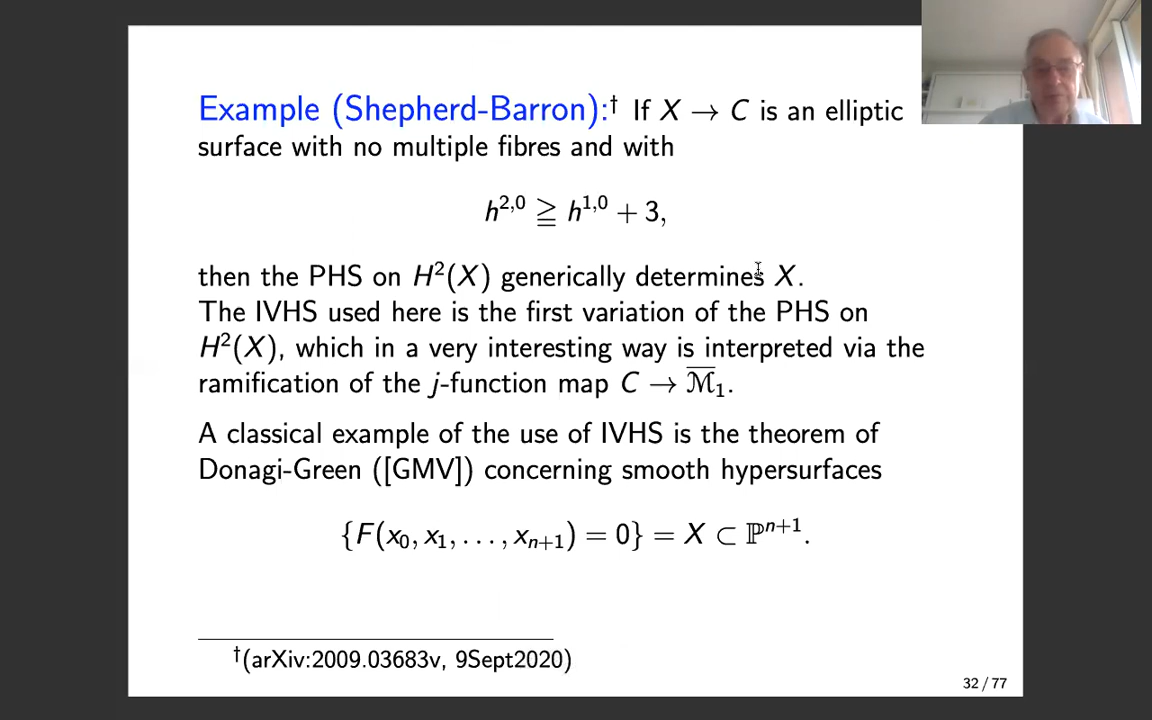 Example (Shepherd-Barron):† If X → C is an elliptic
surface with no multiple fibres and with
h²,⁰ ≧ h¹,⁰ + 3,
then the PHS on H²(X) generically determines X.
The IVHS used here is the first variation of the PHS on
H²(X), which in a very interesting way is interpreted via the
ramification of the j-function map C → M̅₁.
A classical example of the use of IVHS is the theorem of
Donagi-Green ([GMV]) concerning smooth hypersurfaces
{F(x₀, x₁, . . . , xₙ₊₁) = 0} = X ⊂ ℙⁿ⁺¹.
†(arXiv:2009.03683v, 9Sept2020)
32 / 77